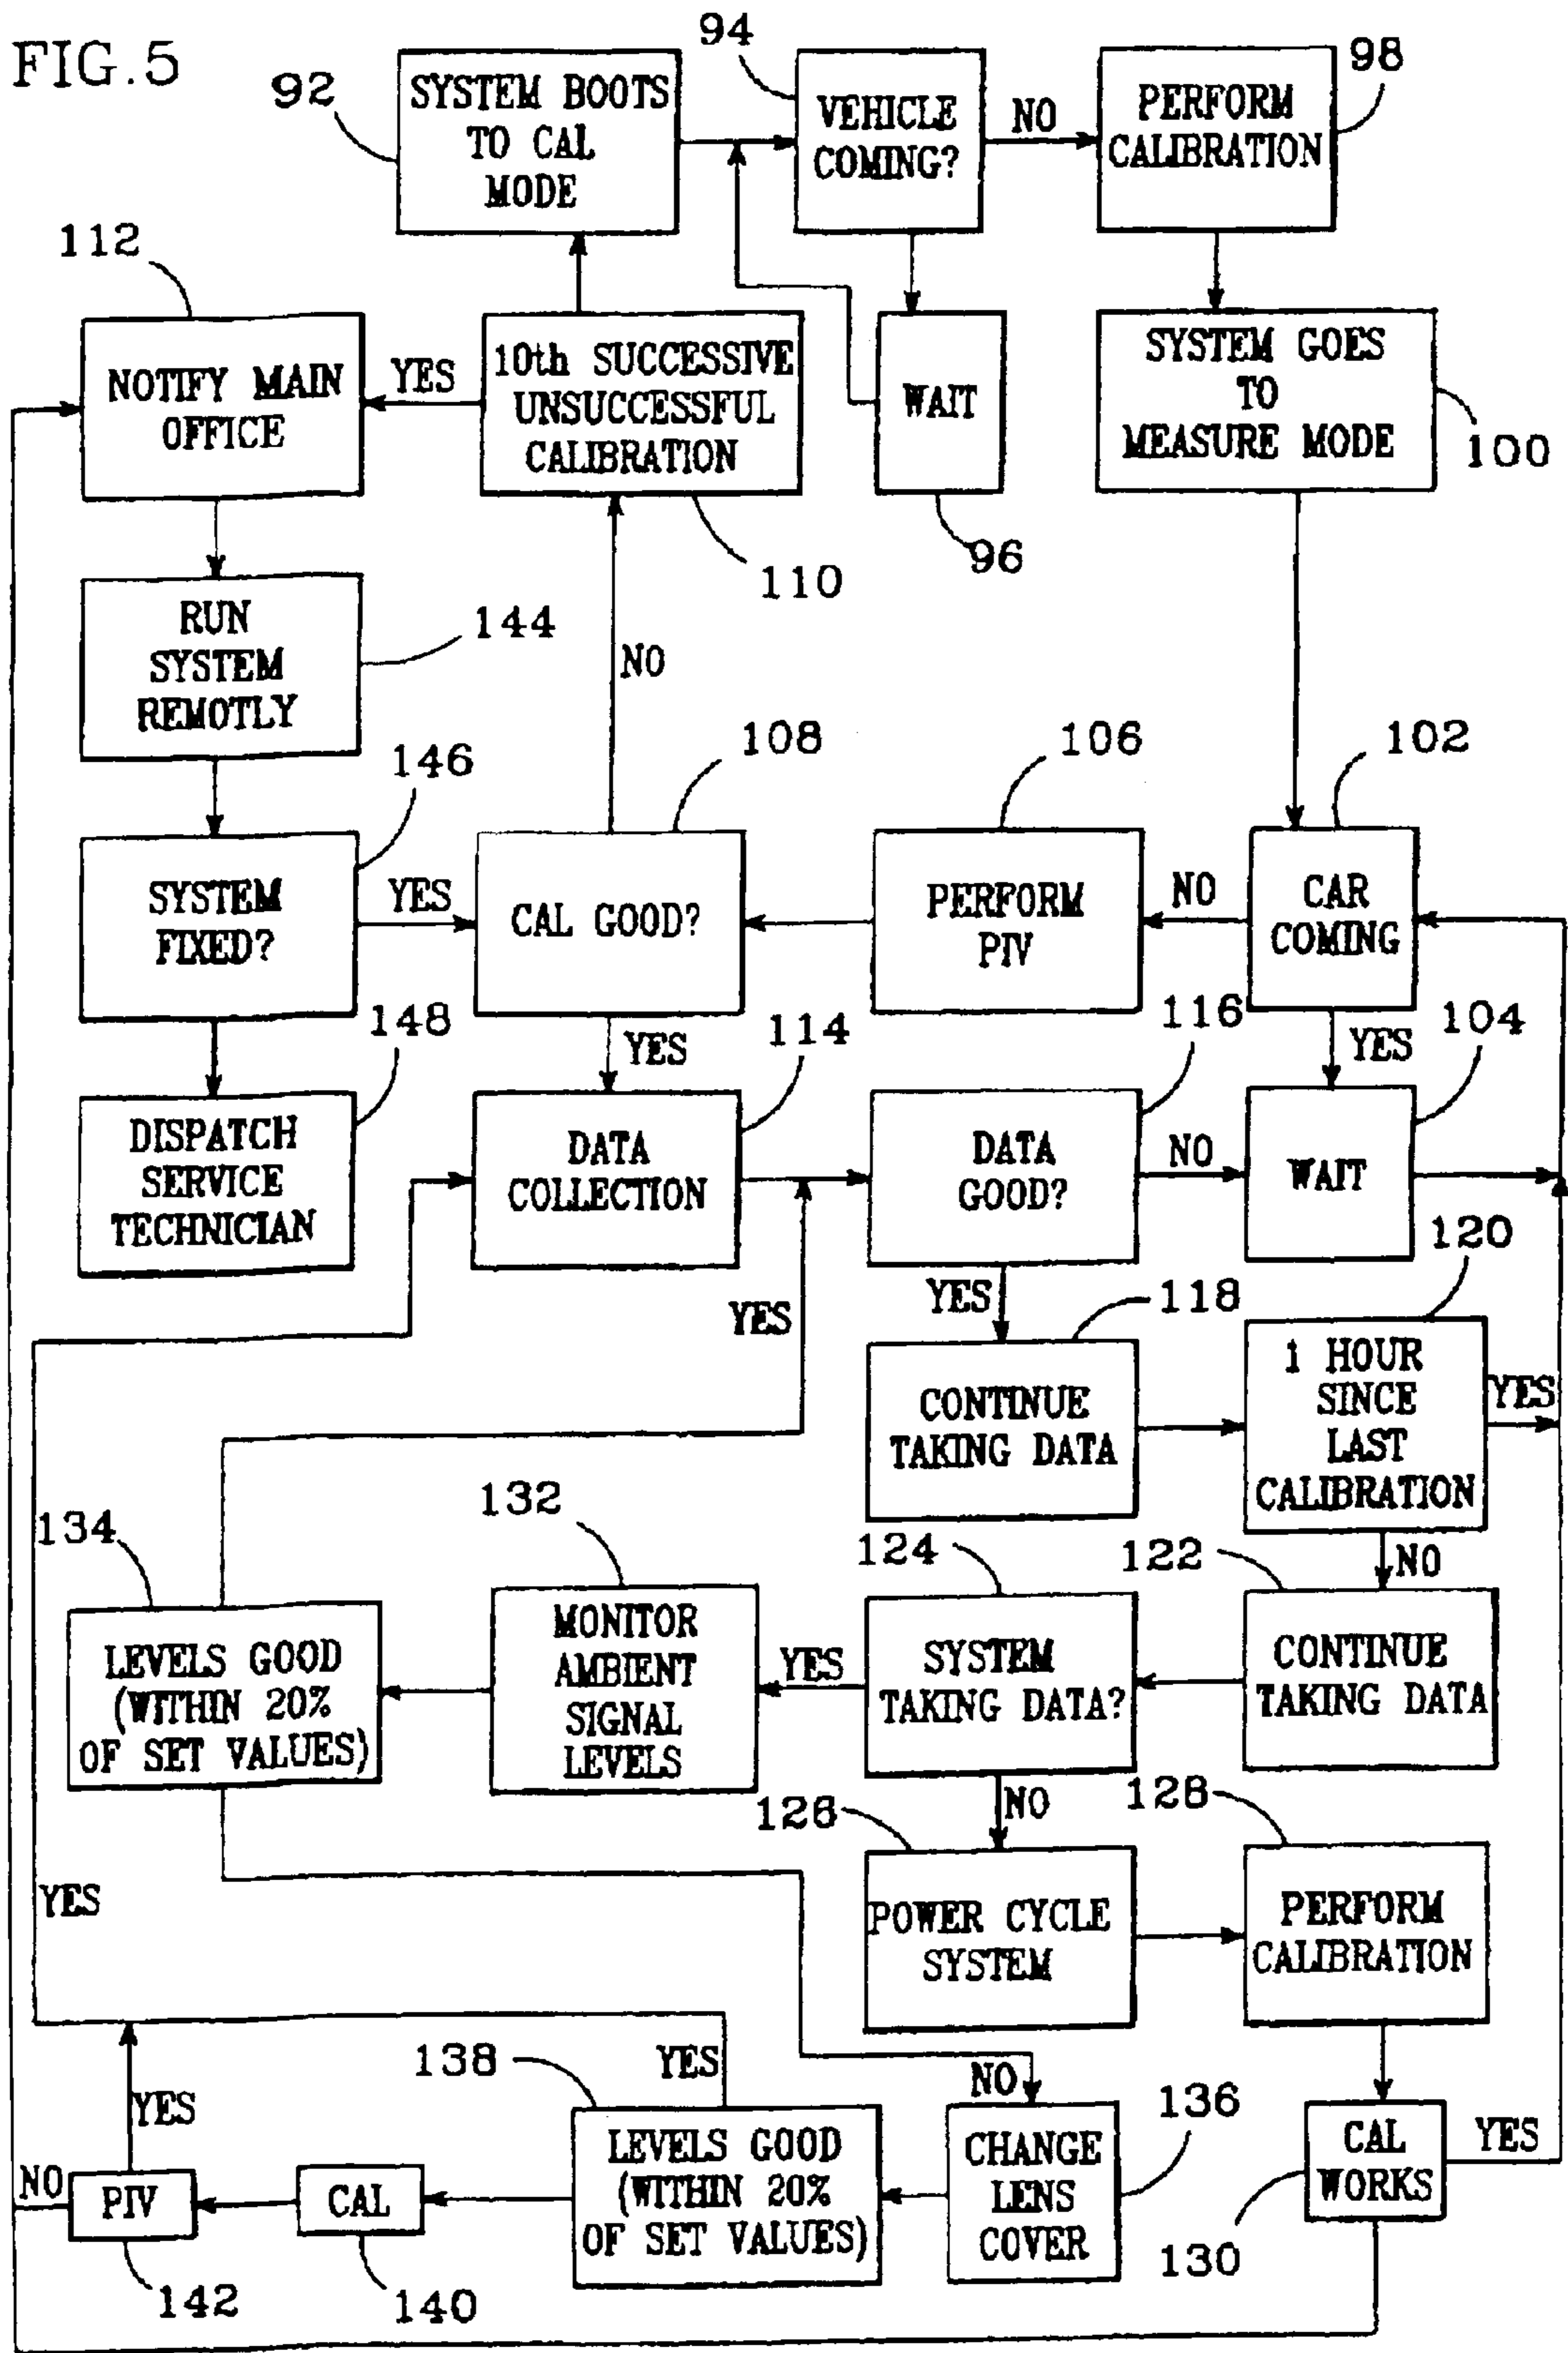 FIG.5
92
SYSTEM BOOTS
TO CAL
MODE
94
VEHICLE
COMING?
NO
PERFORM
CALIBRATION
98
112
NOTIFY MAIN
OFFICE
YES
10th SUCCESSIVE
UNSUCCESSFUL
CALIBRATION
110
WAIT
96
SYSTEM GOES
TO
MEASURE MODE
100
RUN
SYSTEM
REMOTLY
144
NO
146
108
106
102
SYSTEM
FIXED?
YES
CAL GOOD?
PERFORM
PIV
NO
CAR
COMING
148
YES
114
116
YES
104
DISPATCH
SERVICE
TECHNICIAN
DATA
COLLECTION
DATA
GOOD?
NO
WAIT
YES
YES
118
120
CONTINUE
TAKING DATA
1 HOUR
SINCE
LAST
CALIBRATION
YES
134
132
124
122
NO
LEVELS GOOD
(WITHIN 20%
OF SET VALUES)
MONITOR
AMBIENT
SIGNAL
LEVELS
YES
SYSTEM
TAKING DATA?
CONTINUE
TAKING DATA
126
NO
128
YES
POWER CYCLE
SYSTEM
PERFORM
CALIBRATION
138
YES
NO
136
YES
NO
PIV
142
CAL
140
LEVELS GOOD
(WITHIN 20%
OF SET VALUES)
CHANGE
LENS
COVER
CAL
WORKS
YES
130